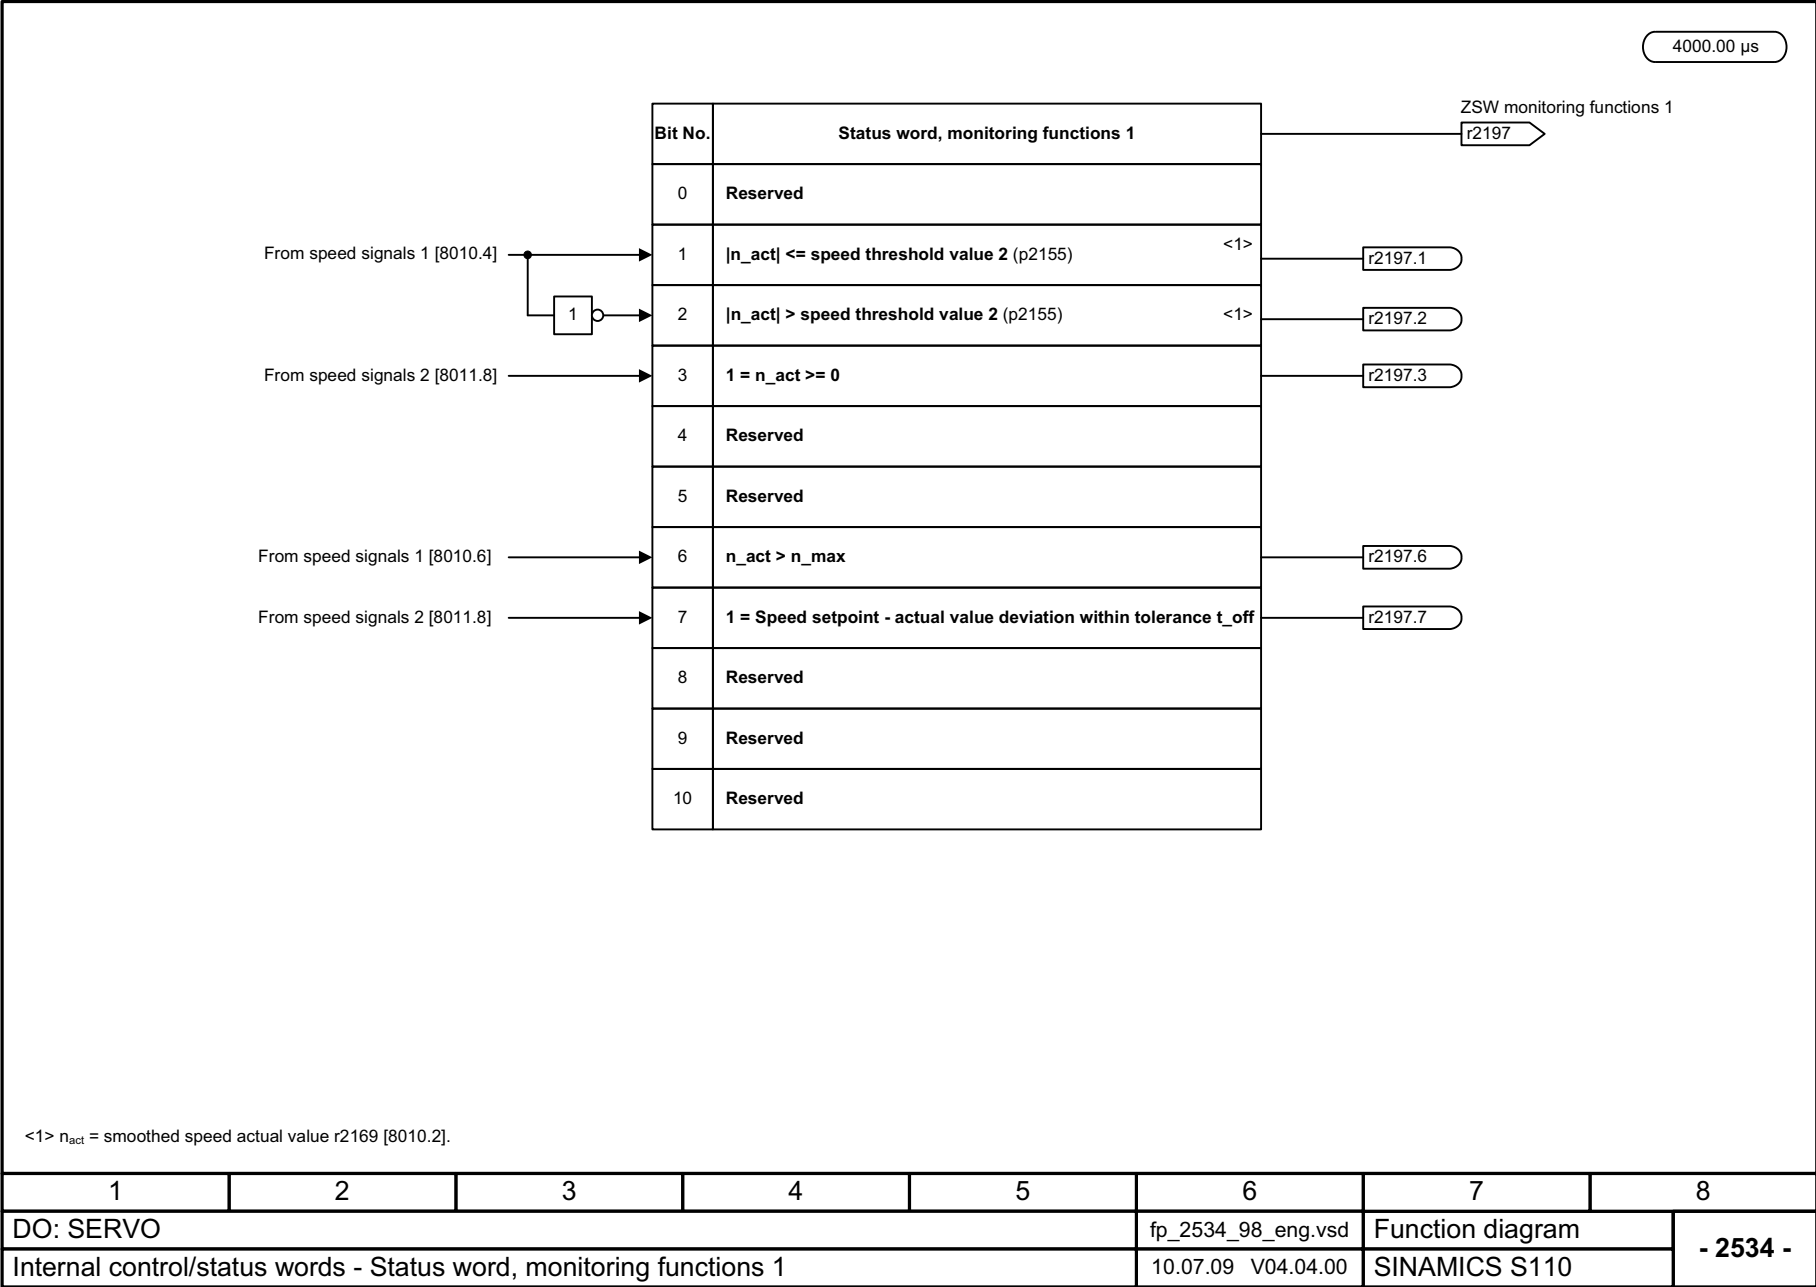 4000.00 µs
ZSW monitoring functions 1
Bit No. Status word, monitoring functions 1 r2197
0 Reserved
From speed signals 1 [8010.4] 1 |n_act| <= speed threshold value 2 (p2155) <1> r2197.1
1 2 |n_act| > speed threshold value 2 (p2155) <1> r2197.2
From speed signals 2 [8011.8] 3 1 = n_act >= 0 r2197.3
4 Reserved
5 Reserved
From speed signals 1 [8010.6] 6 n_act > n_max r2197.6
From speed signals 2 [8011.8] 7 1 = Speed setpoint - actual value deviation within tolerance t_off r2197.7
8 Reserved
9 Reserved
10 Reserved
<1> nact = smoothed speed actual value r2169 [8010.2].
1 2 3 4 5 6 7 8
DO: SERVO fp_2534_98_eng.vsd Function diagram - 2534 -
Internal control/status words - Status word, monitoring functions 1 10.07.09 V04.04.00 SINAMICS S110